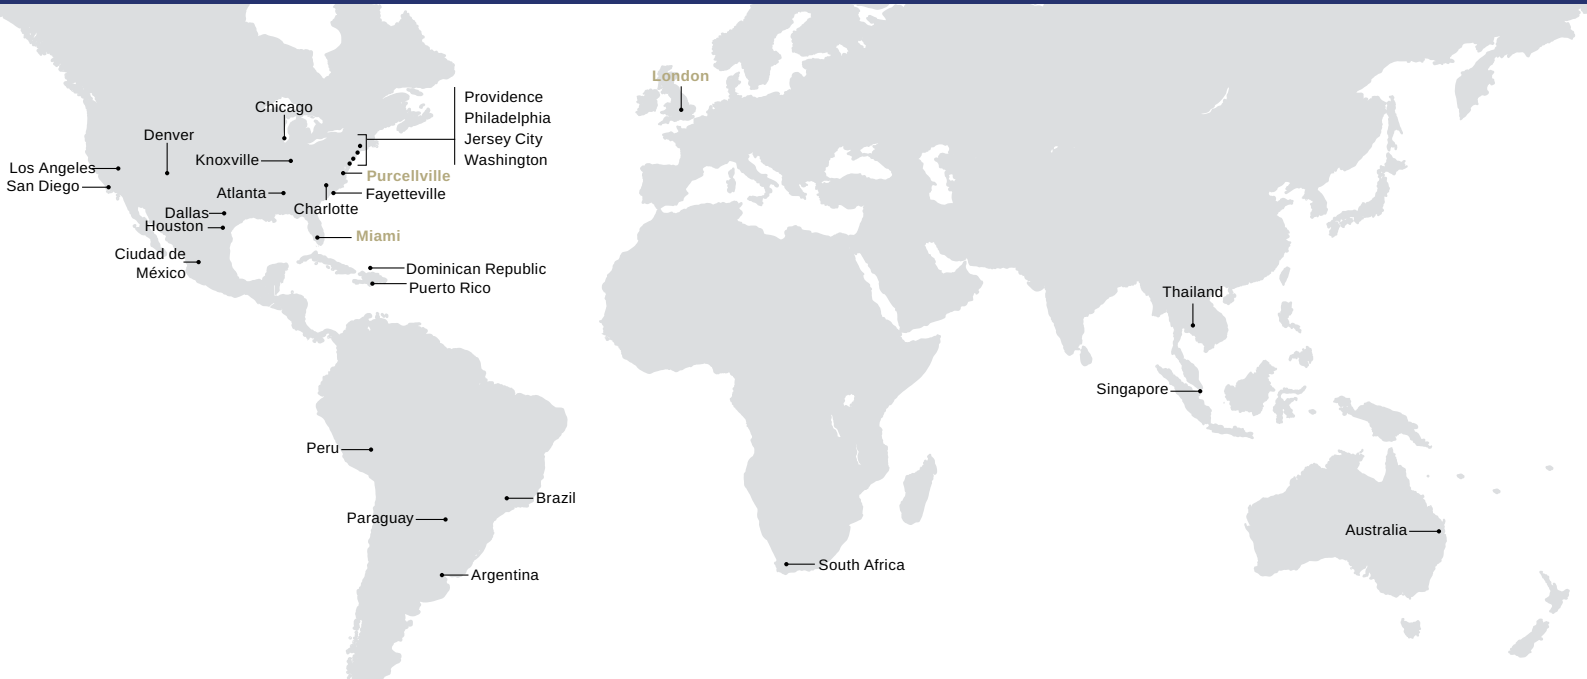 London
Providence
Chicago
Philadelphia
Denver
Jersey City
Knoxville
Washington
Los Angeles
Purcellville
San Diego
Atlanta
Fayetteville
Charlotte
Dallas
Houston
Miami
Ciudad de
México
Dominican Republic
Puerto Rico
Thailand
Singapore
Peru
Brazil
Paraguay
Australia
South Africa
Argentina